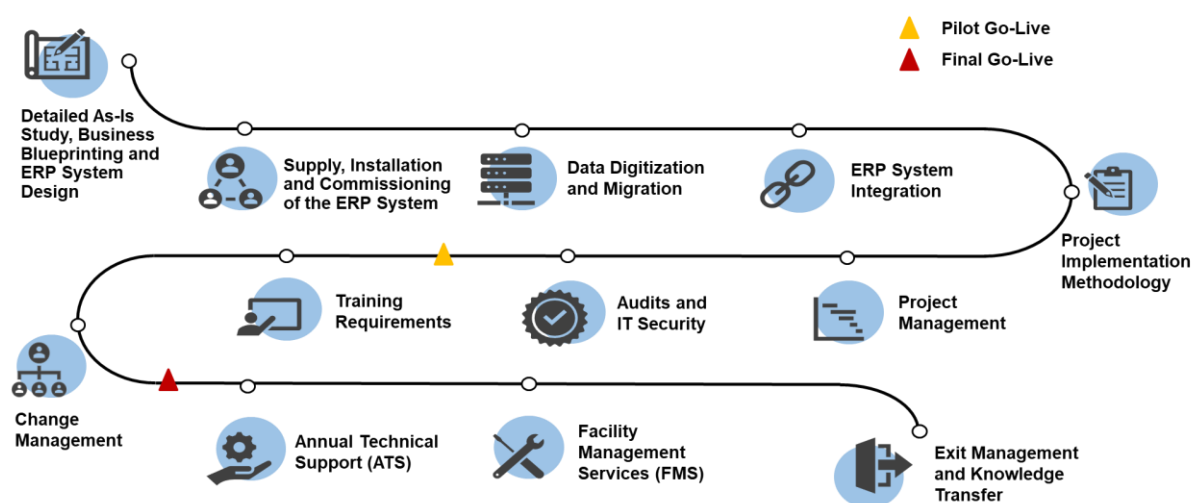 Pilot Go-Live
Final Go-Live
Detailed As-Is
Study, Business
Blueprinting and
ERP System
Design
Supply, Installation
and Commissioning
of the ERP System
Data Digitization
and Migration
ERP System
Integration
Project
Implementation
Methodology
Project
Management
Audits and
IT Security
Training
Requirements
Change
Management
Annual Technical
Support (ATS)
Facility
Management
Services (FMS)
Exit Management
and Knowledge
Transfer